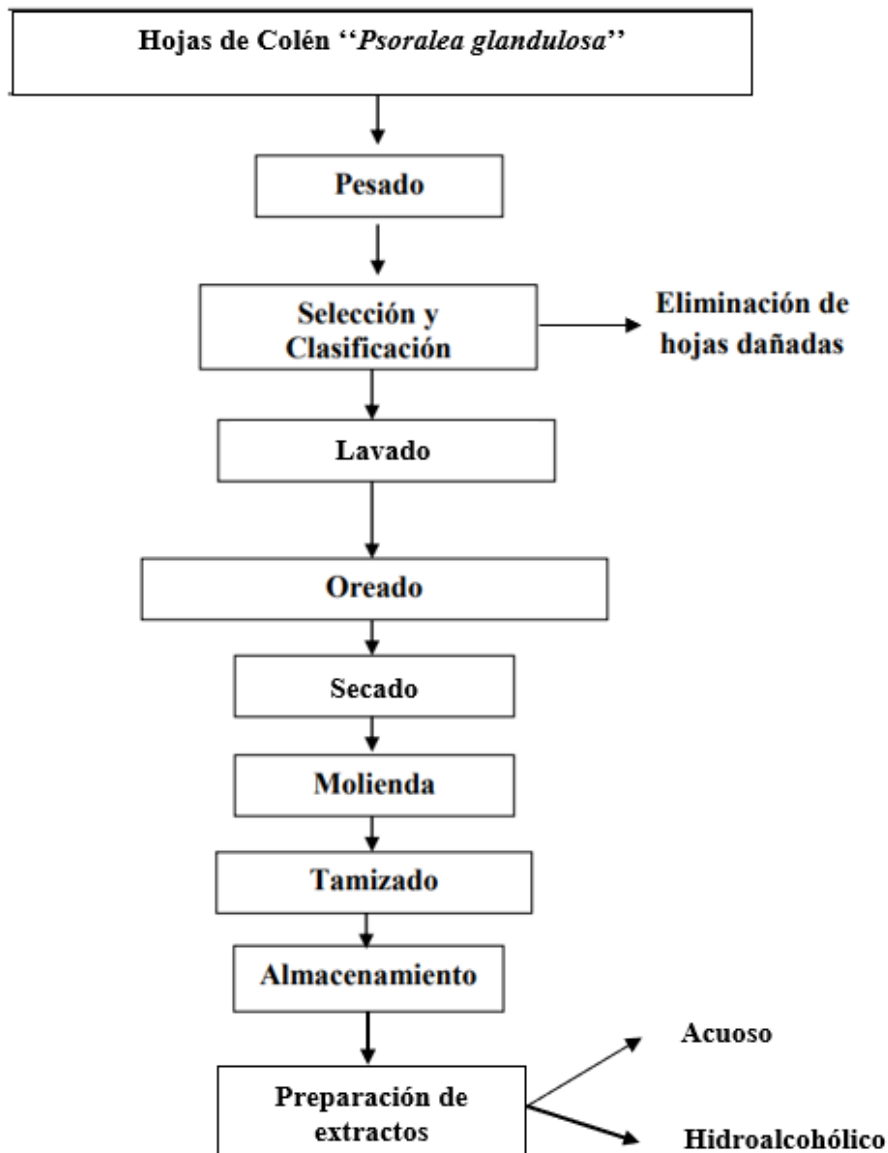 Hojas de Colén ‘‘Psoralea glandulosa’’
Pesado
Selección y
Clasificación
Eliminación de
hojas dañadas
Lavado
Oreado
Secado
Molienda
Tamizado
Almacenamiento
Preparación de
extractos
Acuoso
Hidroalcohólico